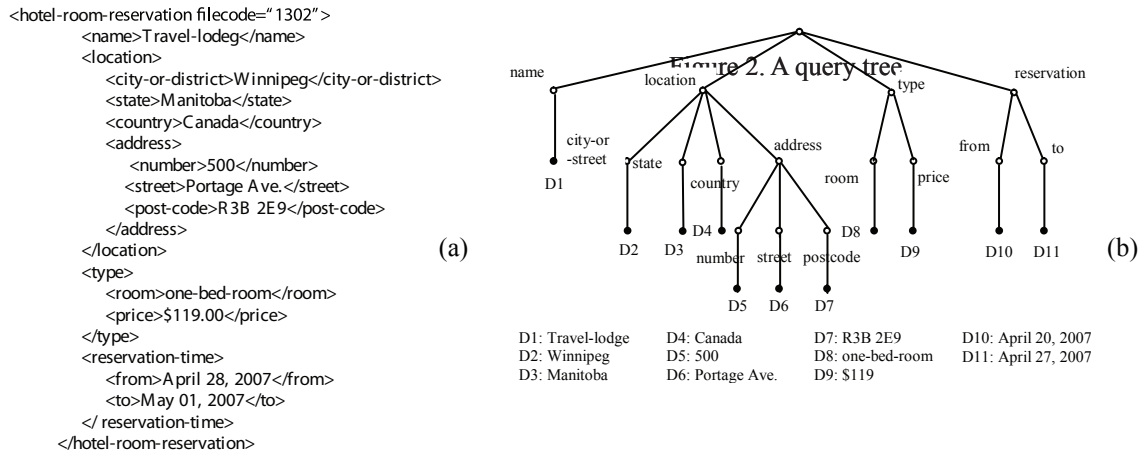 <hotel-room-reservation filecode="1302">
<name>Travel-lodeg</name>
<location>
<city-or-district>Winnipeg</city-or-district>
<state>Manitoba</state>
<country>Canada</country>
<address>
<number>500</number>
<street>Portage Ave.</street>
<post-code>R3B 2E9</post-code>
</address>
</location>
<type>
<room>one-bed-room</room>
<price>$119.00</price>
</type>
<reservation-time>
<from>April 28, 2007</from>
<to>May 01, 2007</to>
</ reservation-time>
</hotel-room-reservation>
(a)
Figure 2. A query tree
name
location
type
reservation
city-or
-street
state
country
address
room
price
from
to
D1
D2
D3
D4
number
street
postcode
D8
D9
D10
D11
D5
D6
D7
(b)
D1: Travel-lodge D4: Canada D7: R3B 2E9 D10: April 20, 2007
D2: Winnipeg D5: 500 D8: one-bed-room D11: April 27, 2007
D3: Manitoba D6: Portage Ave. D9: $119